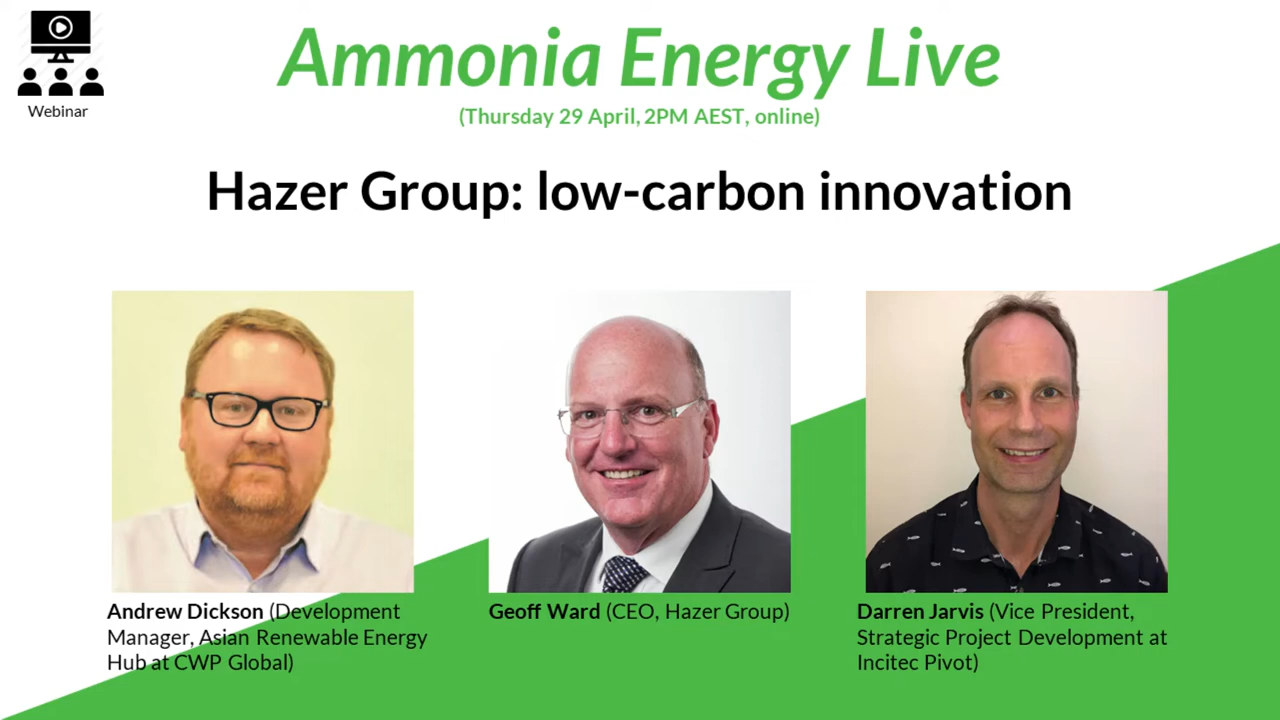 Webinar
Ammonia Energy Live
(Thursday 29 April, 2PM AEST, online)
Hazer Group: low-carbon innovation
Andrew Dickson (Development
Manager, Asian Renewable Energy
Hub at CWP Global)
Geoff Ward (CEO, Hazer Group)
Darren Jarvis (Vice President,
Strategic Project Development at
Incitec Pivot)